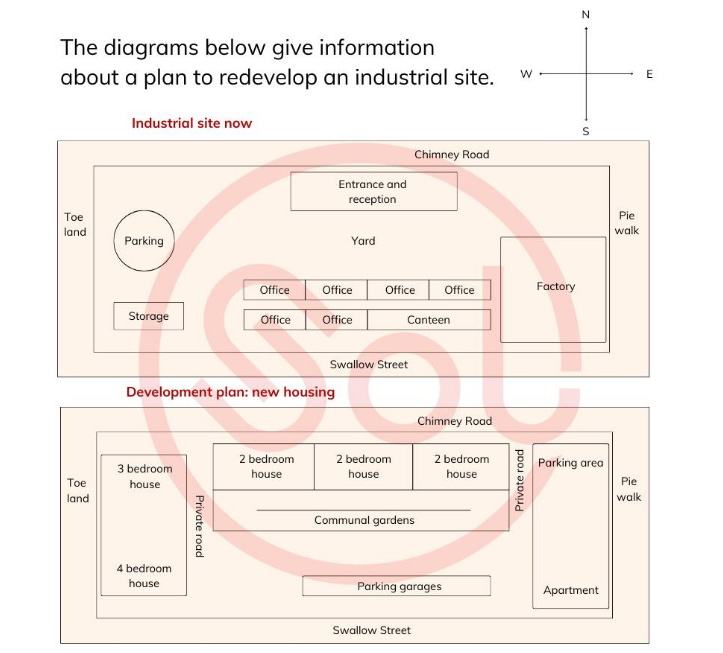 The diagrams below give information
about a plan to redevelop an industrial site.
N
W
E
S
Industrial site now
Chimney Road
Entrance and
reception
Toe
land
Pie
walk
Parking
Yard
Factory
Office
Office
Office
Office
Storage
Office
Office
Canteen
Swallow Street
Development plan: new housing
Chimney Road
3 bedroom
house
2 bedroom
house
2 bedroom
house
2 bedroom
house
Private road
Parking area
Toe
land
Pie
walk
Private road
Communal gardens
4 bedroom
house
Parking garages
Apartment
Swallow Street
Sol